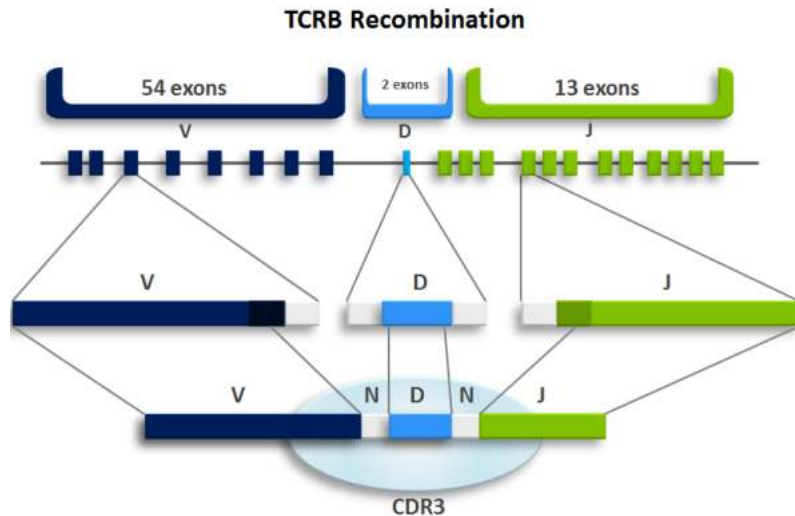 TCRB Recombination
54 exons
2 exons
13 exons
V
D
J
V
D
J
V
N
D
N
J
CDR3